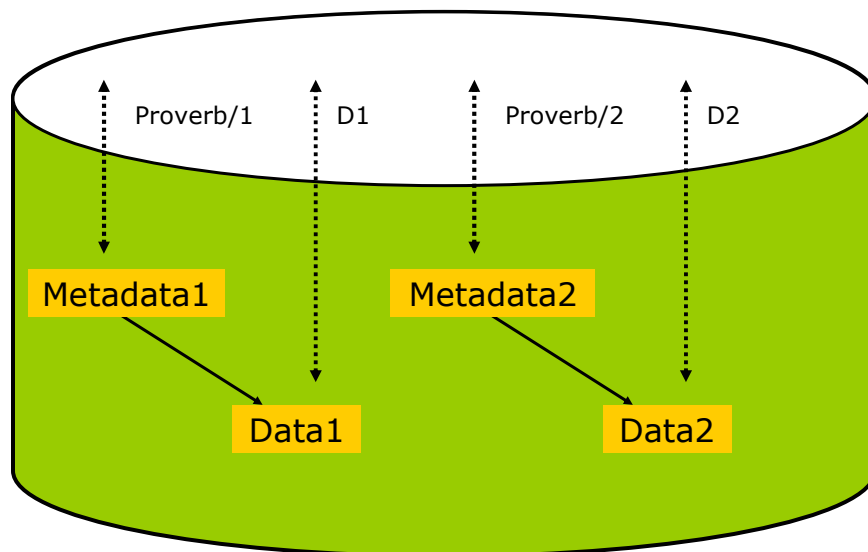 Proverb/1
D1
Proverb/2
D2
Metadata1
Metadata2
Data1
Data2